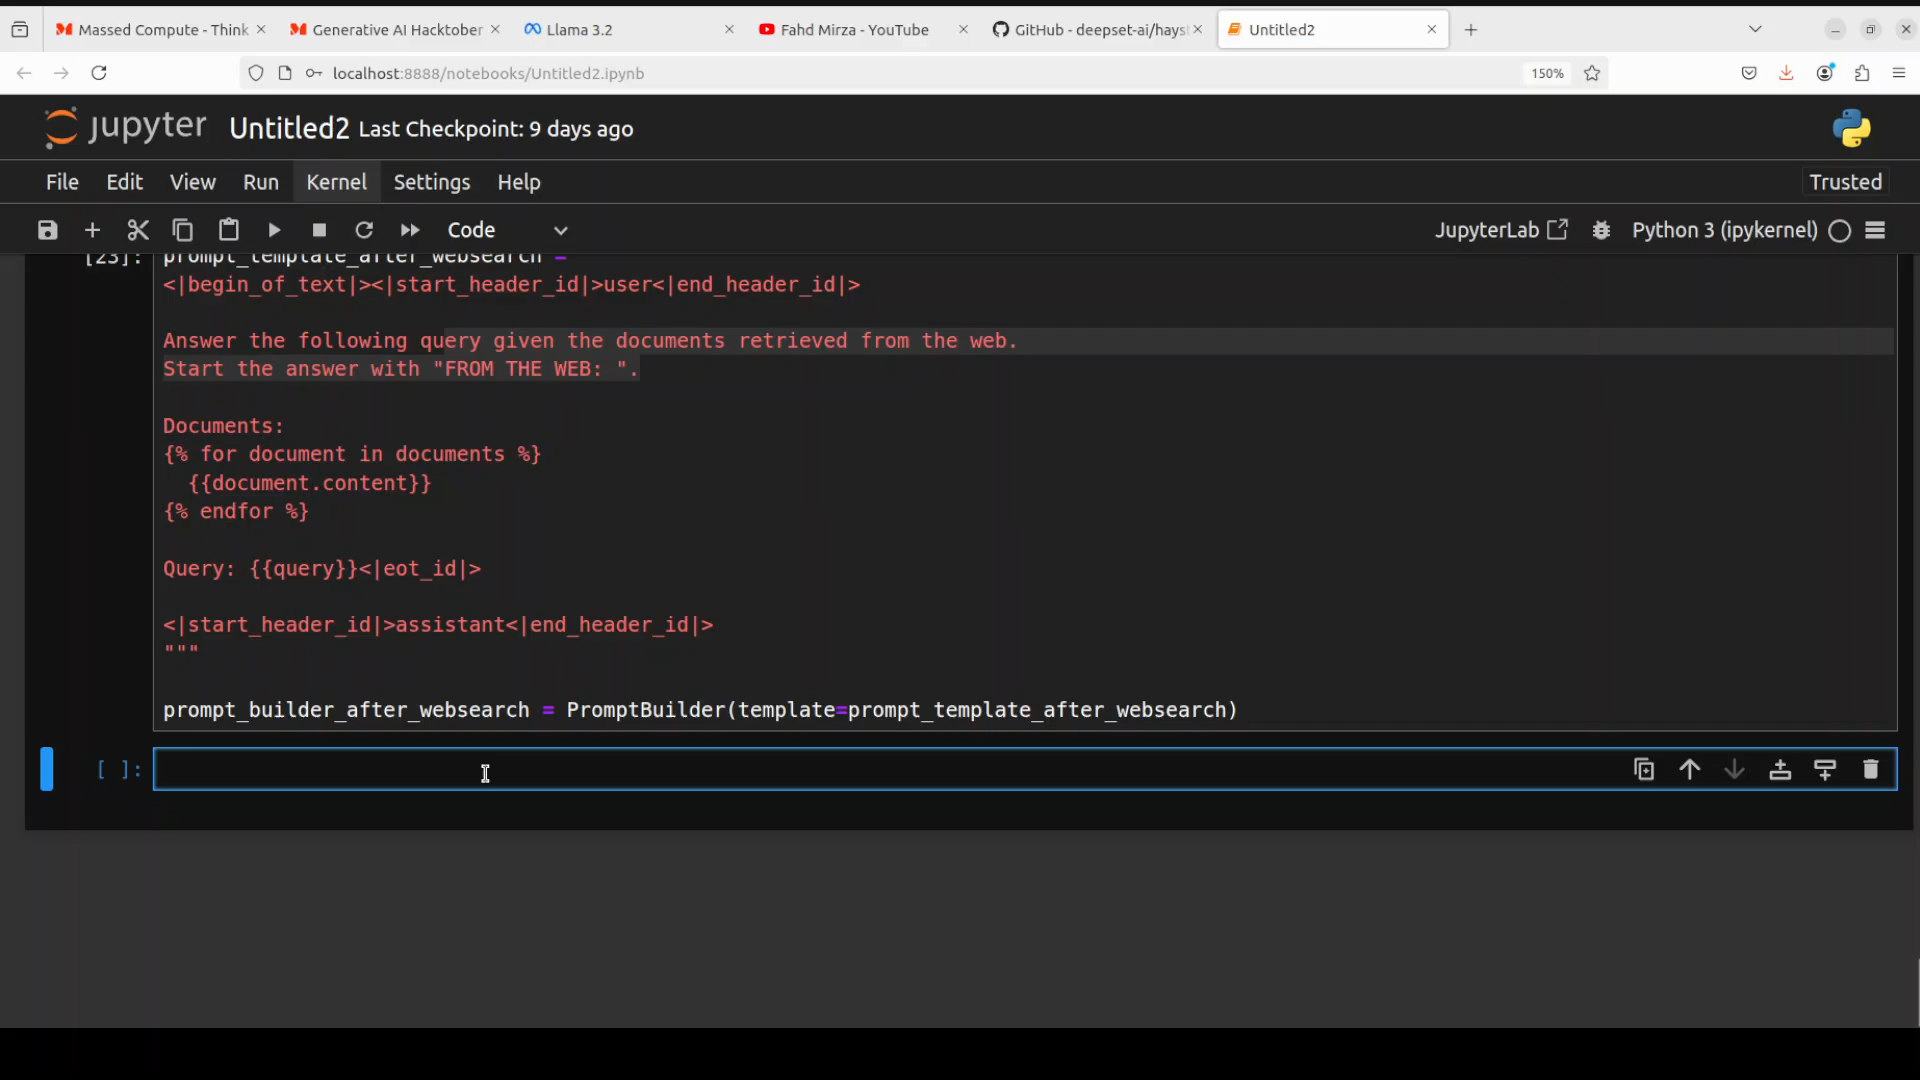 Massed Compute - Think
Generative AI Hacktober
Llama 3.2
Fahd Mirza - YouTube
GitHub - deepset-ai/hays
Untitled2
localhost:8888/notebooks/Untitled2.ipynb
150%
jupyter Untitled2 Last Checkpoint: 9 days ago
File Edit View Run Kernel Settings Help
Trusted
Code
JupyterLab
Python 3 (ipykernel)
[23]: prompt_template_after_websearch =
<|begin_of_text|><|start_header_id|>user<|end_header_id|>
Answer the following query given the documents retrieved from the web.
Start the answer with "FROM THE WEB: ".
Documents:
{% for document in documents %}
{{document.content}}
{% endfor %}
Query: {{query}}<|eot_id|>
<|start_header_id|>assistant<|end_header_id|>
"""
prompt_builder_after_websearch = PromptBuilder(template=prompt_template_after_websearch)
[ ]: